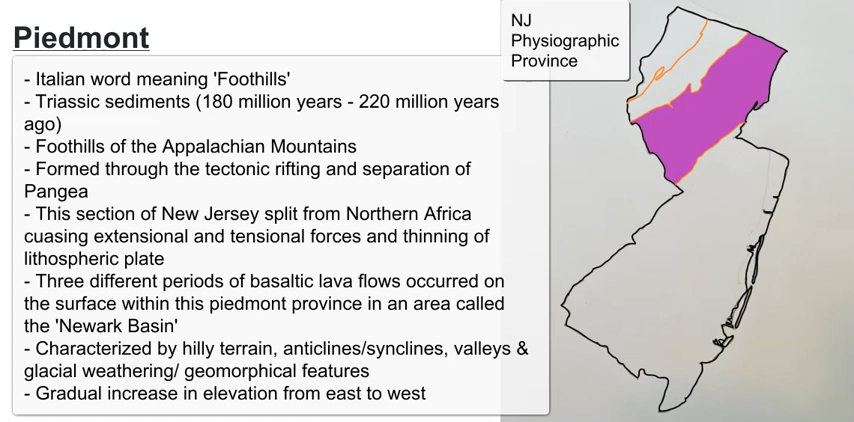 Piedmont
- Italian word meaning 'Foothills'
- Triassic sediments (180 million years - 220 million years
ago)
- Foothills of the Appalachian Mountains
- Formed through the tectonic rifting and separation of
Pangea
- This section of New Jersey split from Northern Africa
cuasing extensional and tensional forces and thinning of
lithospheric plate
- Three different periods of basaltic lava flows occurred on
the surface within this piedmont province in an area called
the 'Newark Basin'
- Characterized by hilly terrain, anticlines/synclines, valleys &
glacial weathering/ geomorphical features
- Gradual increase in elevation from east to west
NJ
Physiographic
Province